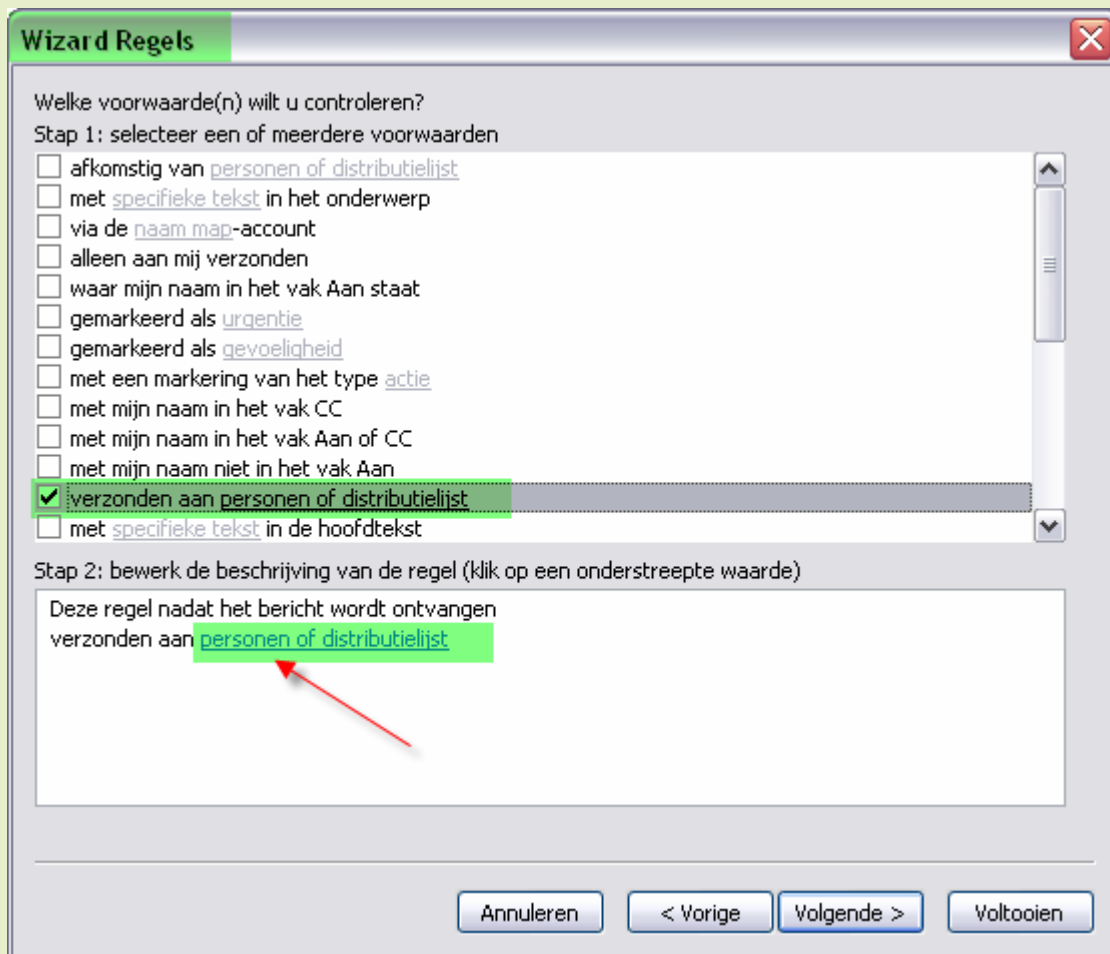 Wizard Regels
Welke voorwaarde(n) wilt u controleren?
Stap 1: selecteer een of meerdere voorwaarden
afkomstig van personen of distributielijst
met specifieke tekst in het onderwerp
via de naam map-account
alleen aan mij verzonden
waar mijn naam in het vak Aan staat
gemarkeerd als urgentie
gemarkeerd als gevoeligheid
met een markering van het type actie
met mijn naam in het vak CC
met mijn naam in het vak Aan of CC
met mijn naam niet in het vak Aan
verzonden aan personen of distributielijst
met specifieke tekst in de hoofdtekst
Stap 2: bewerk de beschrijving van de regel (klik op een onderstreepte waarde)
Deze regel nadat het bericht wordt ontvangen
verzonden aan personen of distributielijst
Annuleren < Vorige Volgende > Voltooien